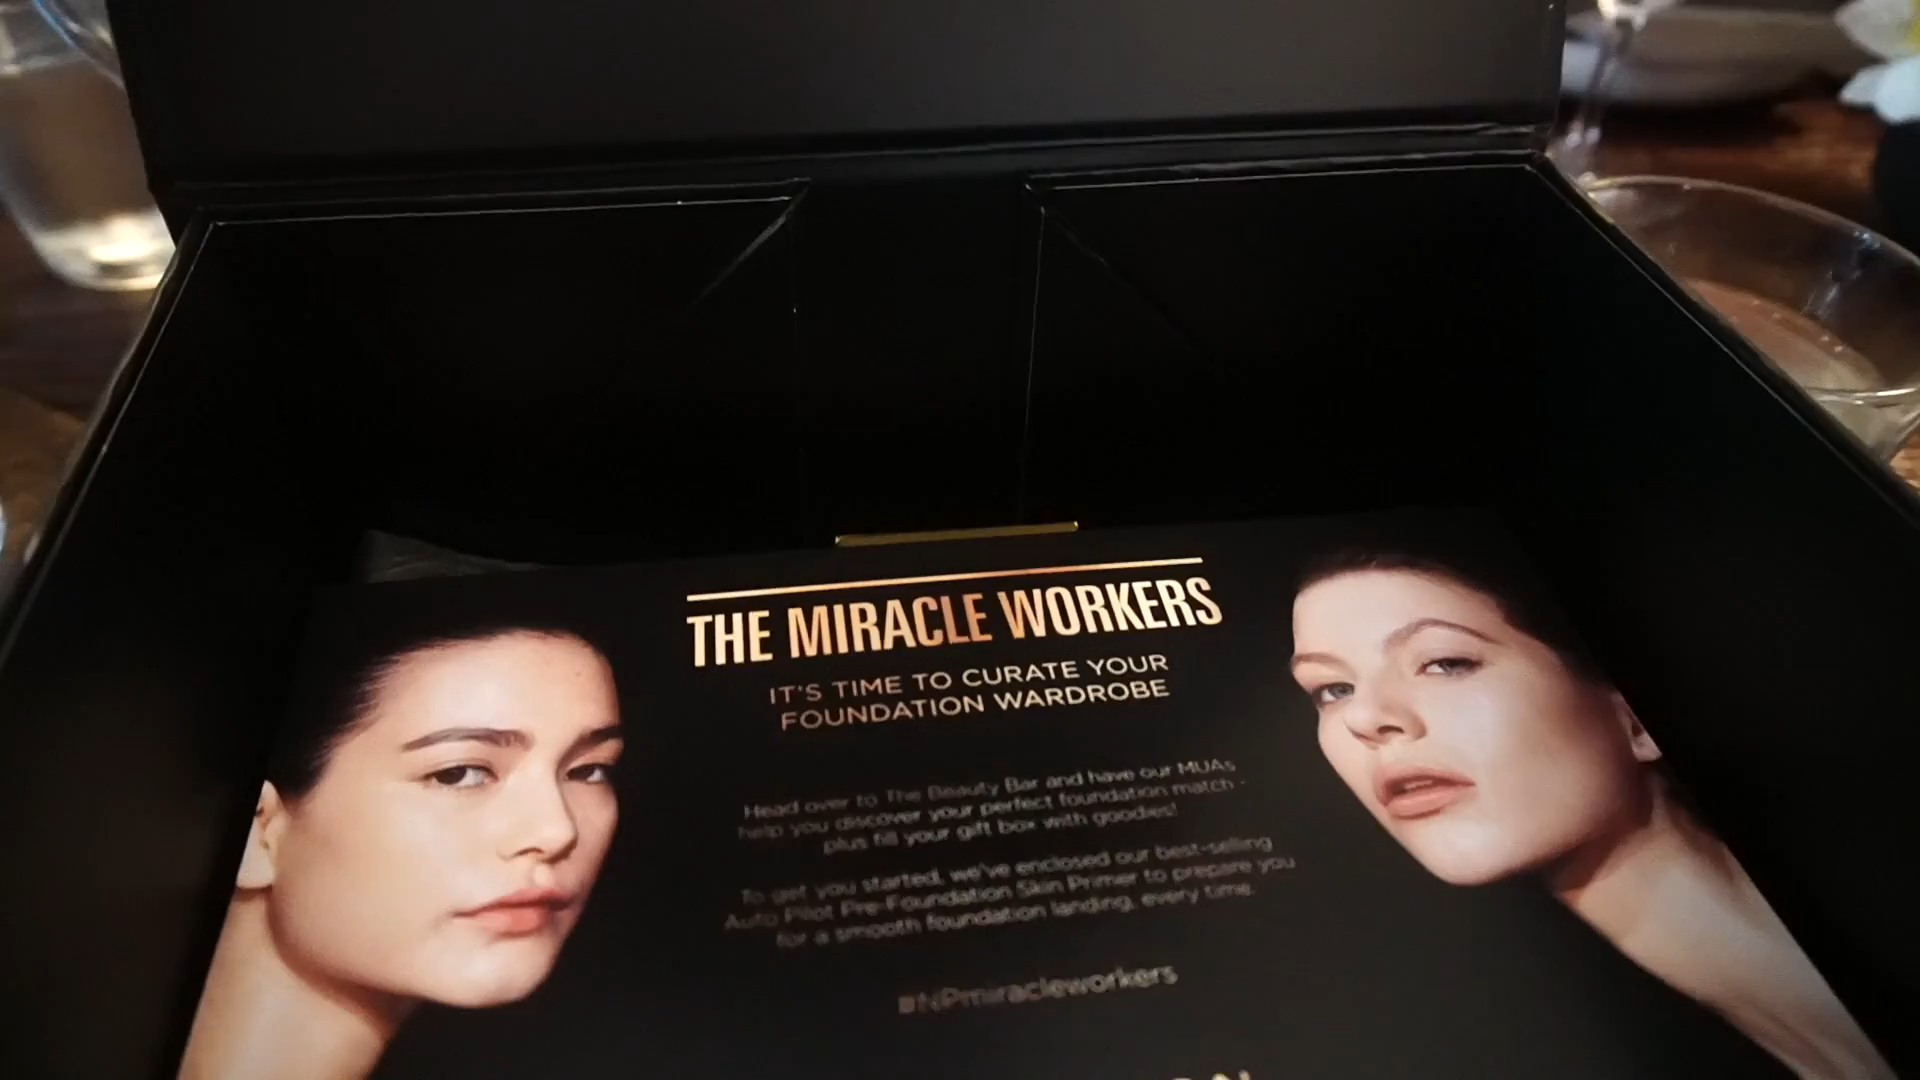 THE MIRACLE WORKERS
IT'S TIME TO CURATE YOUR
FOUNDATION WARDROBE
Head over to The Beauty Bar and have our MUAs
help you discover your perfect foundation match -
plus fill your gift box with goodies!
To get you started, we've enclosed our best-selling
Auto Pilot Pre-Foundation Skin Primer to prepare you
for a smooth foundation landing, every time.
#NPmiracleworkers